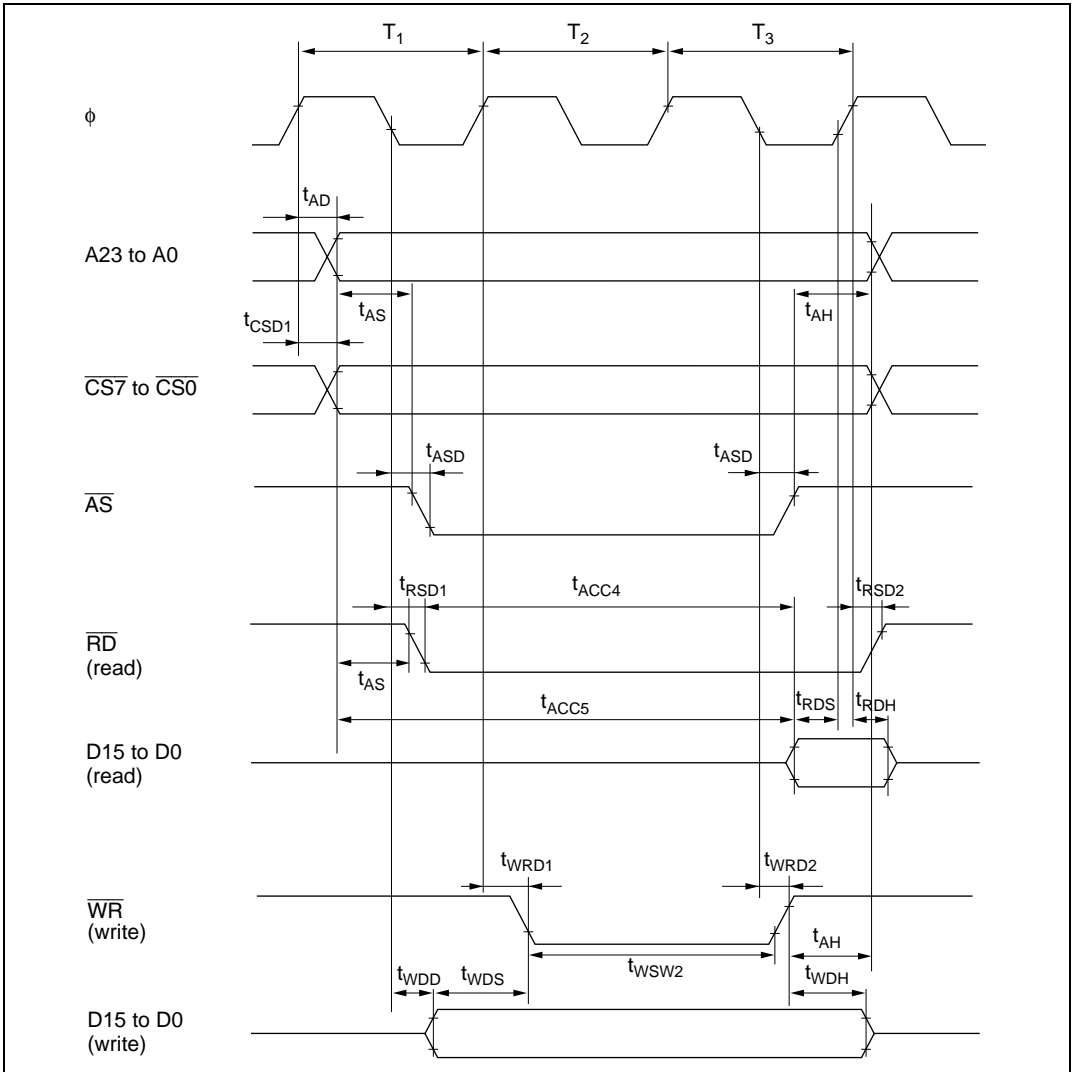 T1 T2 T3
ϕ
tAD
A23 to A0
tAS tAH
tCSD1
CS7 to CS0
tASD tASD
AS
tRSD1 tACC4 tRSD2
RD
(read)
tAS
tACC5 tRDS tRDH
D15 to D0
(read)
tWRD1 tWRD2
WR
(write)
tAH
tWSW2
tWDD tWDS tWDH
D15 to D0
(write)